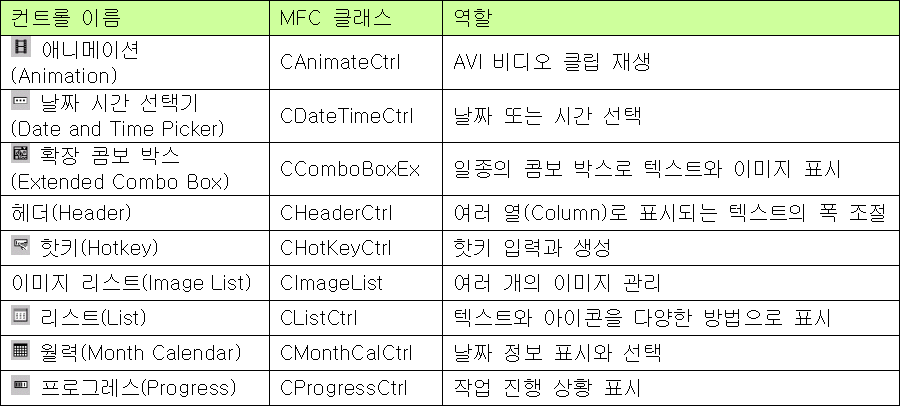 컨트롤 이름 MFC 클래스 역할
애니메이션
(Animation) CAnimateCtrl AVI 비디오 클립 재생
날짜 시간 선택기
(Date and Time Picker) CDateTimeCtrl 날짜 또는 시간 선택
확장 콤보 박스
(Extended Combo Box) CComboBoxEx 일종의 콤보 박스로 텍스트와 이미지 표시
헤더(Header) CHeaderCtrl 여러 열(Column)로 표시되는 텍스트의 폭 조절
핫키(Hotkey) CHotKeyCtrl 핫키 입력과 생성
이미지 리스트(Image List) CImageList 여러 개의 이미지 관리
리스트(List) CListCtrl 텍스트와 아이콘을 다양한 방법으로 표시
월력(Month Calendar) CMonthCalCtrl 날짜 정보 표시와 선택
프로그레스(Progress) CProgressCtrl 작업 진행 상황 표시